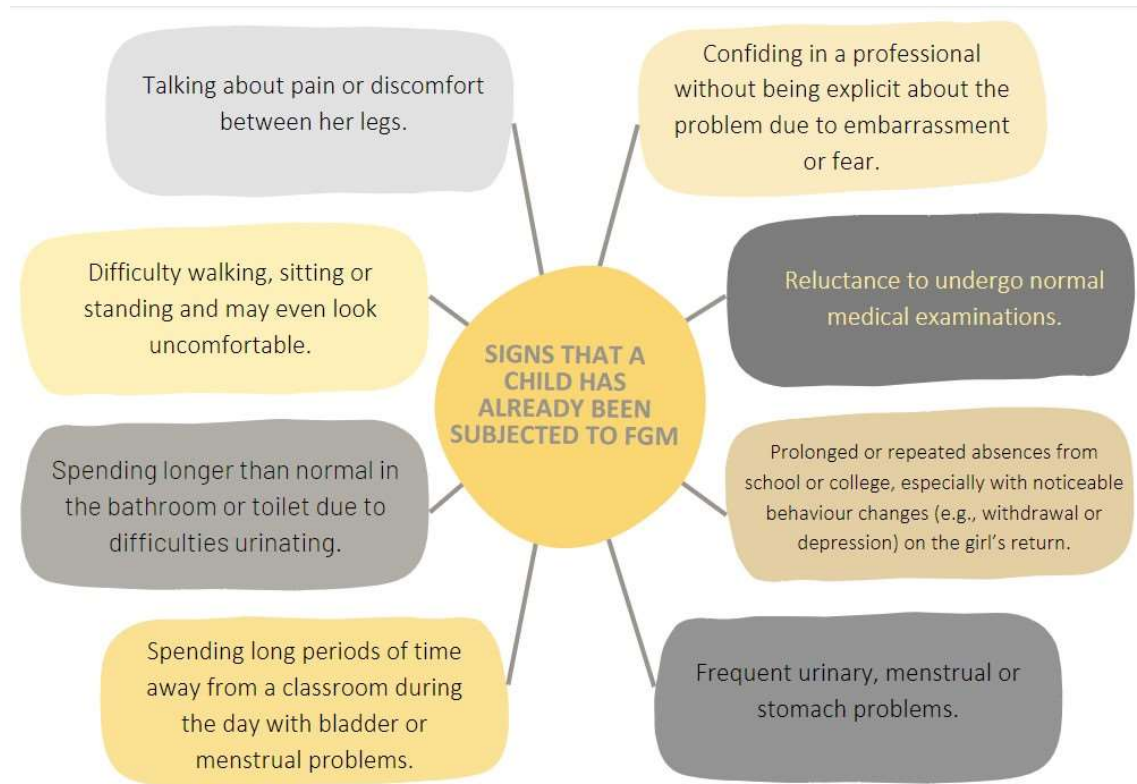 Talking about pain or discomfort
between her legs.
Confiding in a professional
without being explicit about the
problem due to embarrassment
or fear.
Difficulty walking, sitting or
standing and may even look
uncomfortable.
Reluctance to undergo normal
medical examinations.
SIGNS THAT A
CHILD HAS
ALREADY BEEN
SUBJECTED TO FGM
Spending longer than normal in
the bathroom or toilet due to
difficulties urinating.
Prolonged or repeated absences from
school or college, especially with noticeable
behaviour changes (e.g., withdrawal or
depression) on the girl’s return.
Spending long periods of time
away from a classroom during
the day with bladder or
menstrual problems.
Frequent urinary, menstrual or
stomach problems.